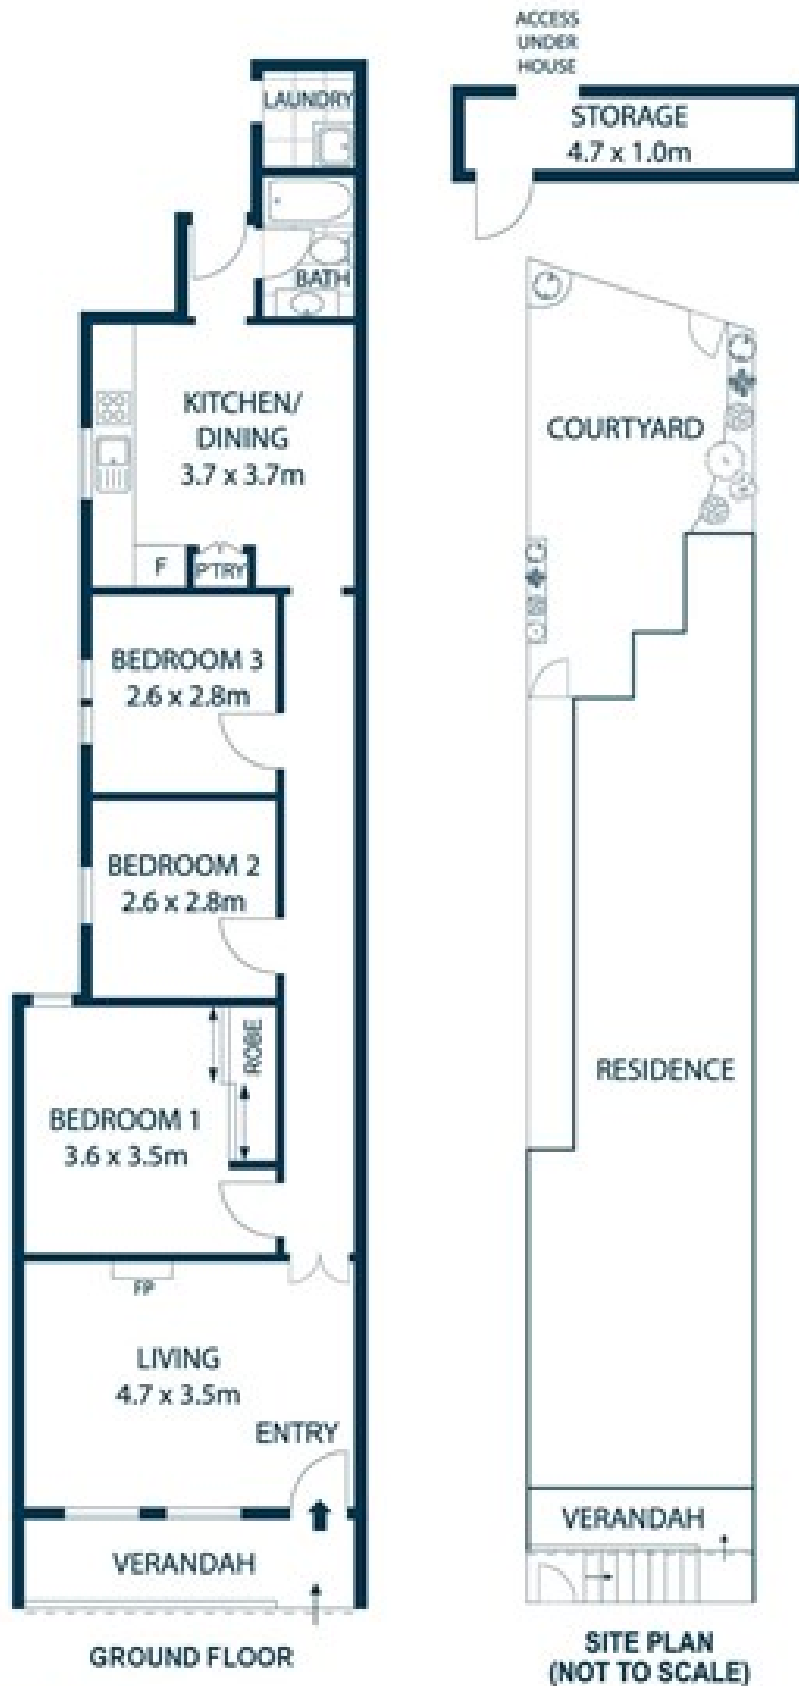 LAUNDRY
BATH
KITCHEN/
DINING
3.7 x 3.7m
F
P'TRY
BEDROOM 3
2.6 x 2.8m
BEDROOM 2
2.6 x 2.8m
ROBE
BEDROOM 1
3.6 x 3.5m
FP
LIVING
4.7 x 3.5m
ENTRY
VERANDAH
GROUND FLOOR
ACCESS
UNDER
HOUSE
STORAGE
4.7 x 1.0m
COURTYARD
RESIDENCE
VERANDAH
SITE PLAN
(NOT TO SCALE)